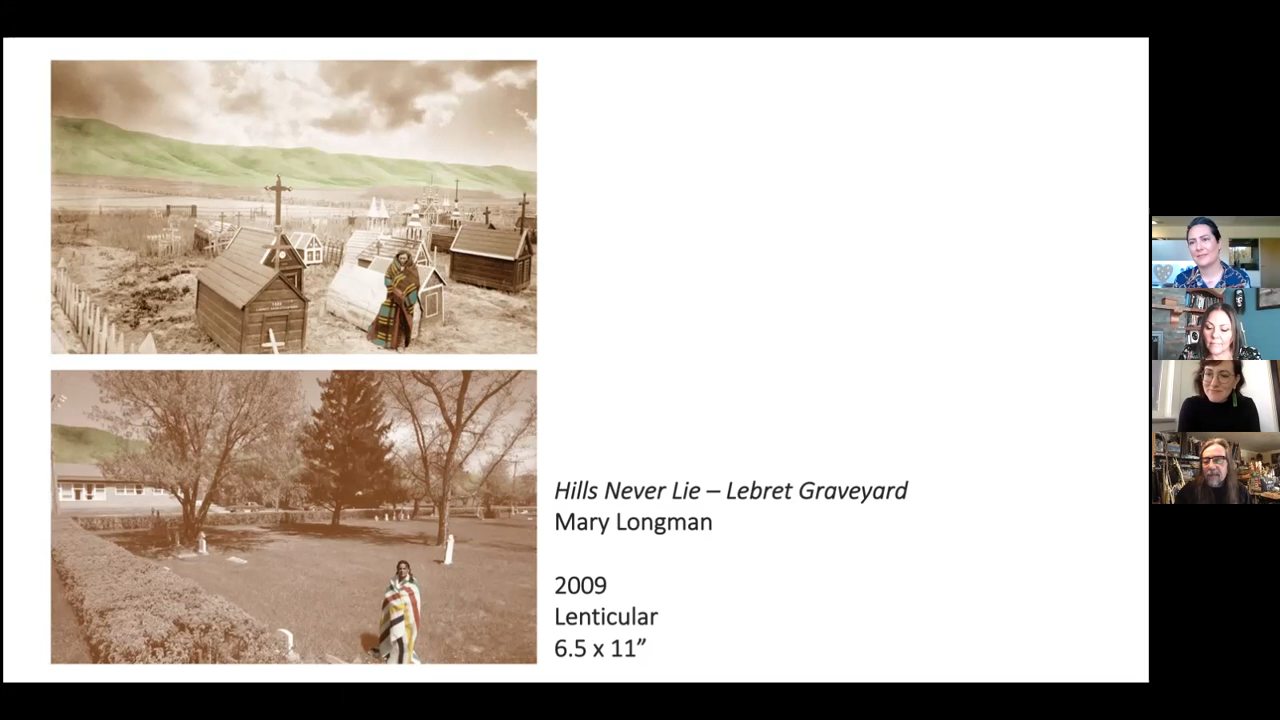 Hills Never Lie – Lebret Graveyard
Mary Longman
2009
Lenticular
6.5 x 11”